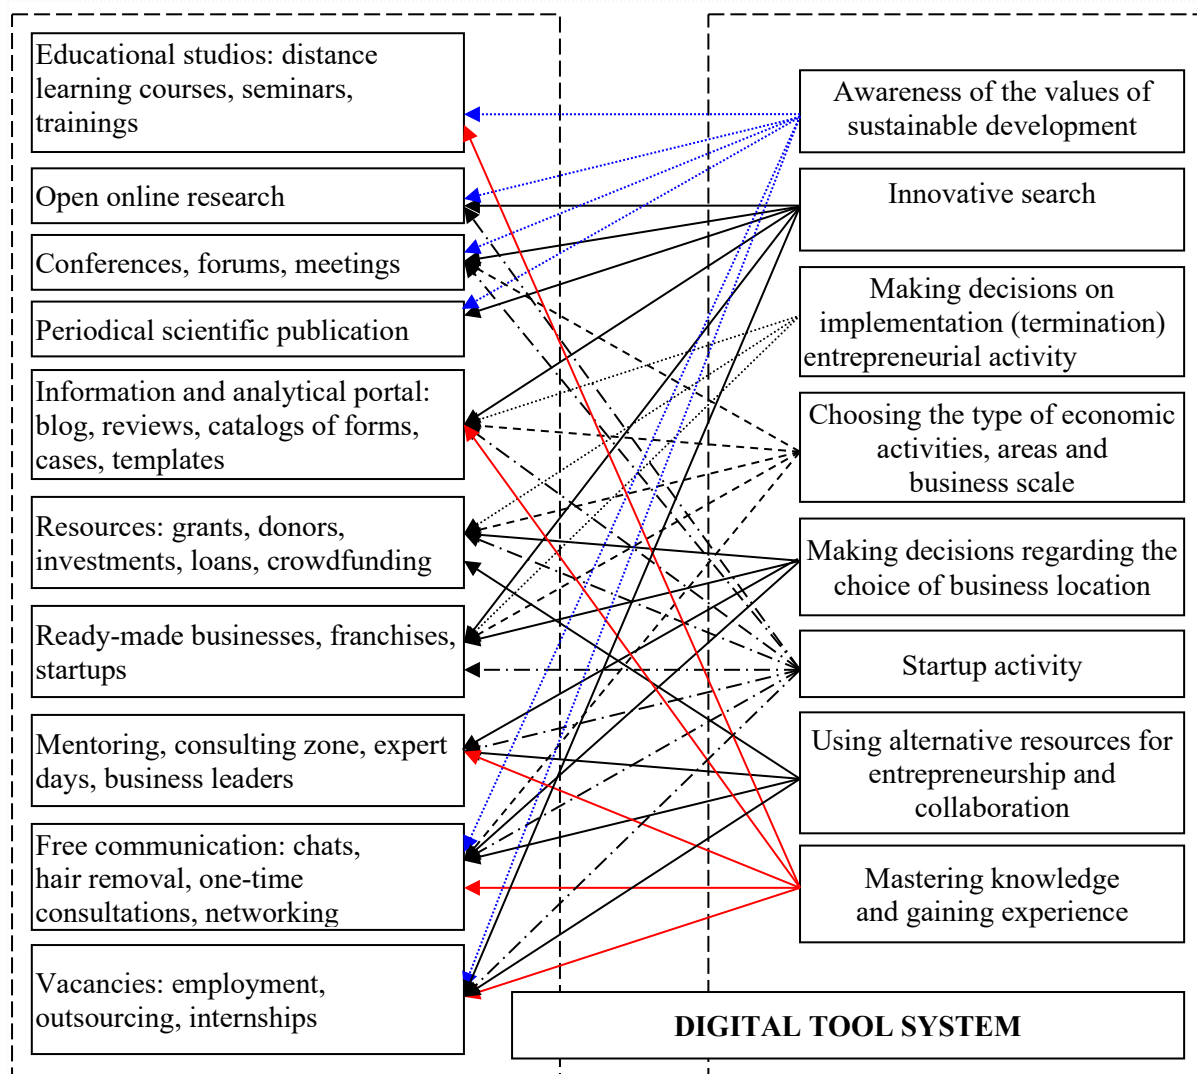 Educational studios: distance
learning courses, seminars,
trainings
Open online research
Conferences, forums, meetings
Periodical scientific publication
Information and analytical portal:
blog, reviews, catalogs of forms,
cases, templates
Resources: grants, donors,
investments, loans, crowdfunding
Ready-made businesses, franchises,
startups
Mentoring, consulting zone, expert
days, business leaders
Free communication: chats,
hair removal, one-time
consultations, networking
Vacancies: employment,
outsourcing, internships
Awareness of the values of
sustainable development
Innovative search
Making decisions on
implementation (termination)
entrepreneurial activity
Choosing the type of economic
activities, areas and
business scale
Making decisions regarding the
choice of business location
Startup activity
Using alternative resources for
entrepreneurship and
collaboration
Mastering knowledge
and gaining experience
DIGITAL TOOL SYSTEM